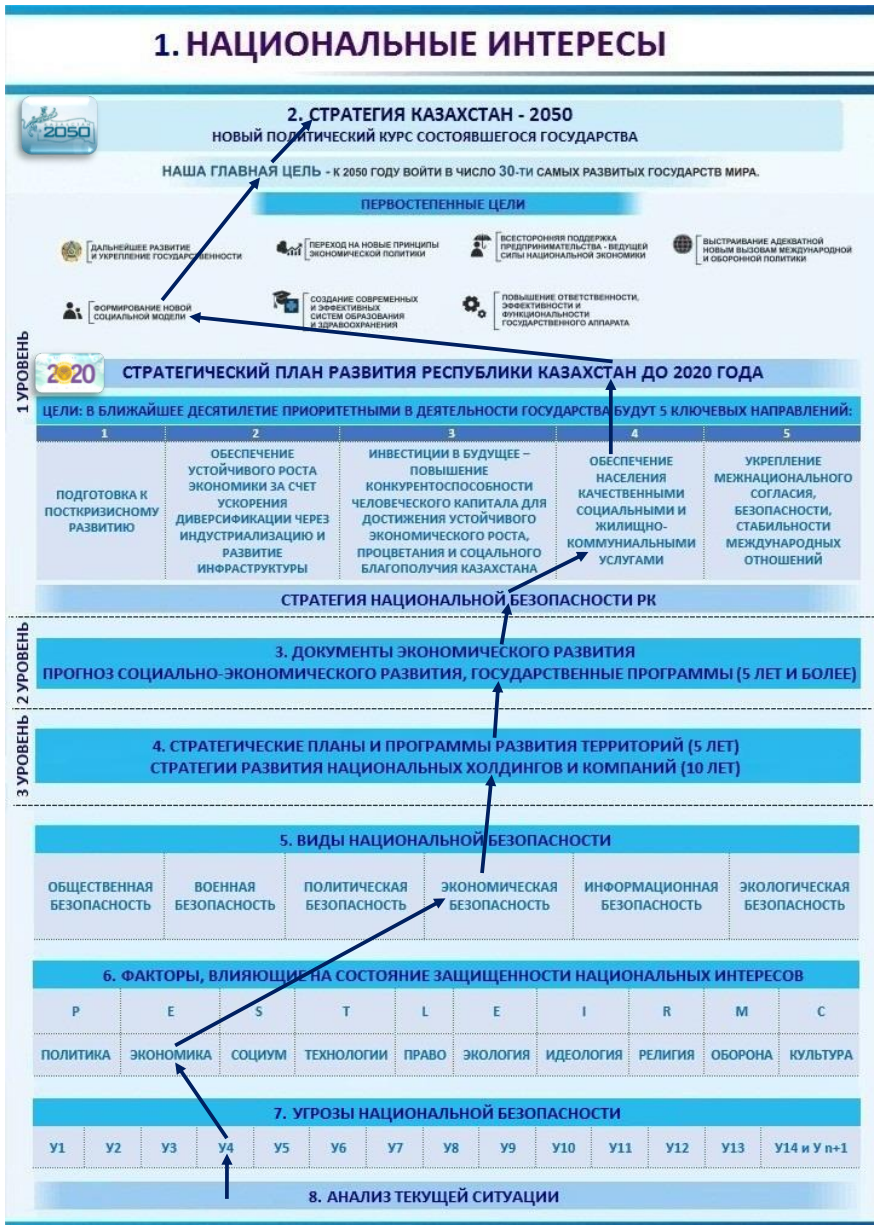 1. НАЦИОНАЛЬНЫЕ ИНТЕРЕСЫ
2050
2. СТРАТЕГИЯ КАЗАХСТАН - 2050
НОВЫЙ ПОЛИТИЧЕСКИЙ КУРС СОСТОЯВШЕГОСЯ ГОСУДАРСТВА
НАША ГЛАВНАЯ ЦЕЛЬ - К 2050 ГОДУ ВОЙТИ В ЧИСЛО 30-ТИ САМЫХ РАЗВИТЫХ ГОСУДАРСТВ МИРА.
ПЕРВОСТЕПЕННЫЕ ЦЕЛИ
ДАЛЬНЕЙШЕЕ РАЗВИТИЕ
И УКРЕПЛЕНИЕ ГОСУДАРСТВЕННОСТИ
ПЕРЕХОД НА НОВЫЕ ПРИНЦИПЫ
ЭКОНОМИЧЕСКОЙ ПОЛИТИКИ
ВСЕСТОРОННЯЯ ПОДДЕРЖКА
ПРЕДПРИНИМАТЕЛЬСТВА - ВЕДУЩЕЙ
СИЛЫ НАЦИОНАЛЬНОЙ ЭКОНОМИКИ
ВЫСТРАИВАНИЕ АДЕКВАТНОЙ
НОВЫМ ВЫЗОВАМ МЕЖДУНАРОДНОЙ
И ОБОРОННОЙ ПОЛИТИКИ
ФОРМИРОВАНИЕ НОВОЙ
СОЦИАЛЬНОЙ МОДЕЛИ
СОЗДАНИЕ СОВРЕМЕННЫХ
И ЭФФЕКТИВНЫХ
СИСТЕМ ОБРАЗОВАНИЯ
И ЗДРАВООХРАНЕНИЯ
ПОВЫШЕНИЕ ОТВЕТСТВЕННОСТИ,
ЭФФЕКТИВНОСТИ И
ФУНКЦИОНАЛЬНОСТИ
ГОСУДАРСТВЕННОГО АППАРАТА
1 УРОВЕНЬ
2020
СТРАТЕГИЧЕСКИЙ ПЛАН РАЗВИТИЯ РЕСПУБЛИКИ КАЗАХСТАН ДО 2020 ГОДА
ЦЕЛИ: В БЛИЖАЙШЕЕ ДЕСЯТИЛЕТИЕ ПРИОРИТЕТНЫМИ В ДЕЯТЕЛЬНОСТИ ГОСУДАРСТВА БУДУТ 5 КЛЮЧЕВЫХ НАПРАВЛЕНИЙ:
1 2 3 4 5
ПОДГОТОВКА К
ПОСТКРИЗИСНОМУ
РАЗВИТИЮ
ОБЕСПЕЧЕНИЕ
УСТОЙЧИВОГО РОСТА
ЭКОНОМИКИ ЗА СЧЕТ
УСКОРЕНИЯ
ДИВЕРСИФИКАЦИИ ЧЕРЕЗ
ИНДУСТРИАЛИЗАЦИЮ И
РАЗВИТИЕ
ИНФРАСТРУКТУРЫ
ИНВЕСТИЦИИ В БУДУЩЕЕ –
ПОВЫШЕНИЕ
КОНКУРЕНТОСПОСОБНОСТИ
ЧЕЛОВЕЧЕСКОГО КАПИТАЛА ДЛЯ
ДОСТИЖЕНИЯ УСТОЙЧИВОГО
ЭКОНОМИЧЕСКОГО РОСТА,
ПРОЦВЕТАНИЯ И СОЦАЛЬНОГО
БЛАГОПОЛУЧИЯ КАЗАХСТАНА
ОБЕСПЕЧЕНИЕ
НАСЕЛЕНИЯ
КАЧЕСТВЕННЫМИ
СОЦИАЛЬНЫМИ И
ЖИЛИЩНО-
КОММУНИАЛЬНЫМИ
УСЛУГАМИ
УКРЕПЛЕНИЕ
МЕЖНАЦИОНАЛЬНОГО
СОГЛАСИЯ,
БЕЗОПАСНОСТИ,
СТАБИЛЬНОСТИ
МЕЖДУНАРОДНЫХ
ОТНОШЕНИЙ
СТРАТЕГИЯ НАЦИОНАЛЬНОЙ БЕЗОПАСНОСТИ РК
2 УРОВЕНЬ
3. ДОКУМЕНТЫ ЭКОНОМИЧЕСКОГО РАЗВИТИЯ
ПРОГНОЗ СОЦИАЛЬНО-ЭКОНОМИЧЕСКОГО РАЗВИТИЯ, ГОСУДАРСТВЕННЫЕ ПРОГРАММЫ (5 ЛЕТ И БОЛЕЕ)
3 УРОВЕНЬ
4. СТРАТЕГИЧЕСКИЕ ПЛАНЫ И ПРОГРАММЫ РАЗВИТИЯ ТЕРРИТОРИЙ (5 ЛЕТ)
СТРАТЕГИИ РАЗВИТИЯ НАЦИОНАЛЬНЫХ ХОЛДИНГОВ И КОМПАНИЙ (10 ЛЕТ)
5. ВИДЫ НАЦИОНАЛЬНОЙ БЕЗОПАСНОСТИ
ОБЩЕСТВЕННАЯ
БЕЗОПАСНОСТЬ
ВОЕННАЯ
БЕЗОПАСНОСТЬ
ПОЛИТИЧЕСКАЯ
БЕЗОПАСНОСТЬ
ЭКОНОМИЧЕСКАЯ
БЕЗОПАСНОСТЬ
ИНФОРМАЦИОННАЯ
БЕЗОПАСНОСТЬ
ЭКОЛОГИЧЕСКАЯ
БЕЗОПАСНОСТЬ
6. ФАКТОРЫ, ВЛИЯЮЩИЕ НА СОСТОЯНИЕ ЗАЩИЩЕННОСТИ НАЦИОНАЛЬНЫХ ИНТЕРЕСОВ
P E S T L E I R M C
ПОЛИТИКА ЭКОНОМИКА СОЦИУМ ТЕХНОЛОГИИ ПРАВО ЭКОЛОГИЯ ИДЕОЛОГИЯ РЕЛИГИЯ ОБОРОНА КУЛЬТУРА
7. УГРОЗЫ НАЦИОНАЛЬНОЙ БЕЗОПАСНОСТИ
У1 У2 У3 У4 У5 У6 У7 У8 У9 У10 У11 У12 У13 У14 и У n+1
8. АНАЛИЗ ТЕКУЩЕЙ СИТУАЦИИ